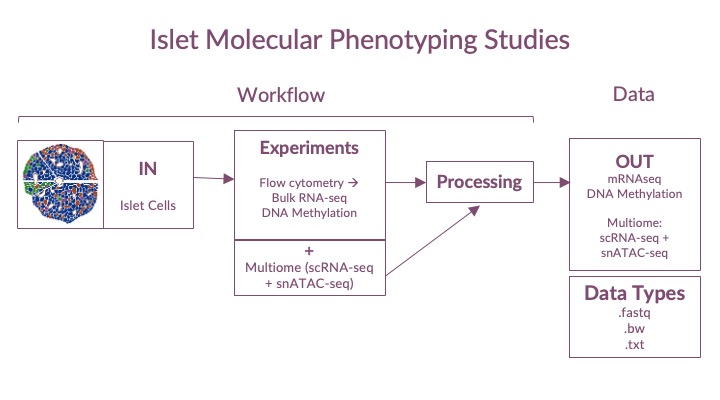 Islet Molecular Phenotyping Studies
Workflow
Data
IN
Islet Cells
Experiments
Flow cytometry →
Bulk RNA-seq
DNA Methylation
+
Multiome (scRNA-seq
+ snATAC-seq)
Processing
OUT
mRNAseq
DNA Methylation
Multiome:
scRNA-seq +
snATAC-seq
Data Types
.fastq
.bw
.txt